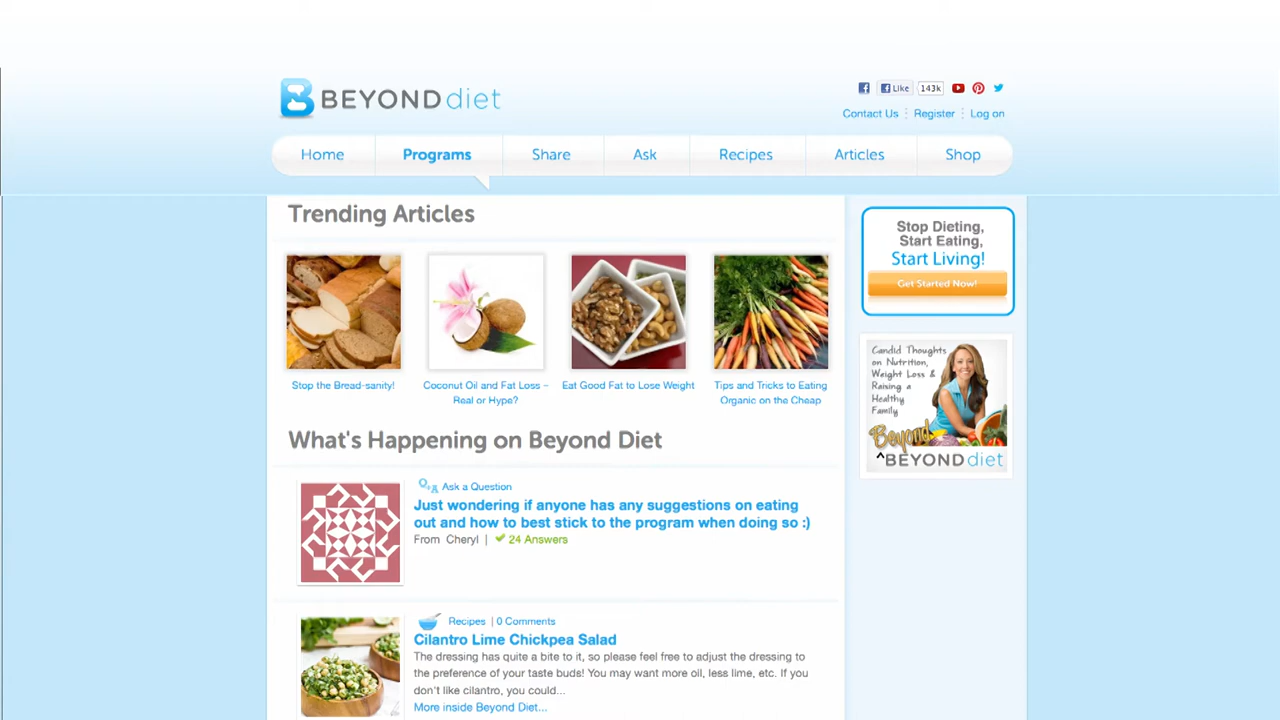 BEYOND diet
Like 143k
Contact Us Register Log on
Home Programs Share Ask Recipes Articles Shop
Trending Articles
Stop the Bread-sanity!
Coconut Oil and Fat Loss –
Real or Hype?
Eat Good Fat to Lose Weight
Tips and Tricks to Eating
Organic on the Cheap
What's Happening on Beyond Diet
Q+A Ask a Question
Just wondering if anyone has any suggestions on eating
out and how to best stick to the program when doing so :)
From Cheryl | 24 Answers
Recipes | 0 Comments
Cilantro Lime Chickpea Salad
The dressing has quite a bite to it, so please feel free to adjust the dressing to
the preference of your taste buds! You may want more oil, less lime, etc. If you
don't like cilantro, you could...
More inside Beyond Diet...
Stop Dieting,
Start Eating,
Start Living!
Get Started Now!
Candid Thoughts
on Nutrition,
Weight Loss &
Raising a
Healthy
Family
Beyond
^BEYOND diet